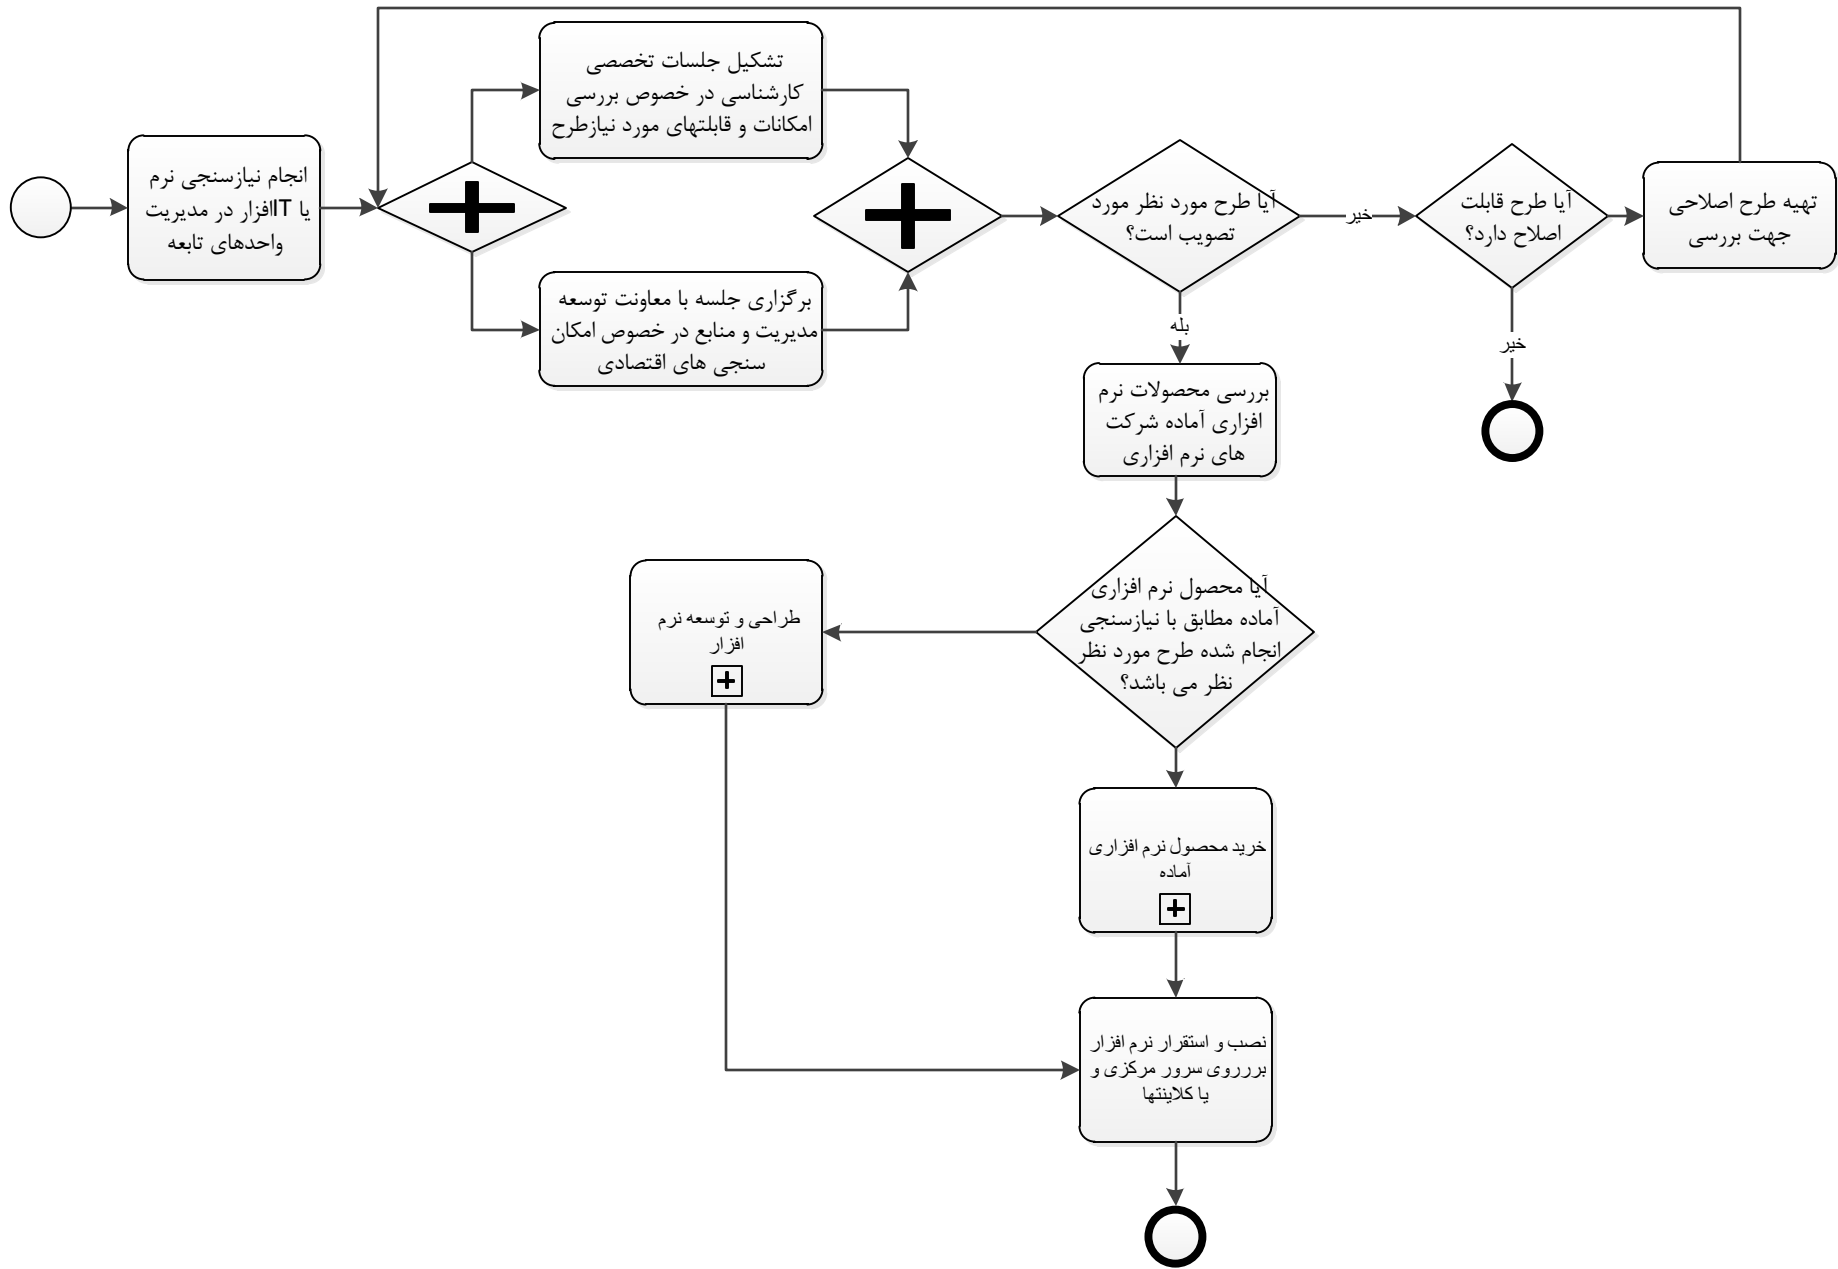 تشکیل جلسات تخصصی
کارشناسی در خصوص بررسی
امکانات و قابلتهای مورد نیازطرح
انجام نیازسنجی نرم
افزار در مدیریت IT یا
واحدهای تابعه
برگزاری جلسه با معاونت توسعه
مدیریت و منابع در خصوص امکان
سنجی های اقتصادی
آیا طرح مورد نظر مورد
تصویب است؟
خیر
آیا طرح قابلت
اصلاح دارد؟
تهیه طرح اصلاحی
جهت بررسی
بله
خیر
بررسی محصولات نرم
افزاری آماده شرکت
های نرم افزاری
آیا محصول نرم افزاری
آماده مطابق با نیازسنجی
انجام شده طرح مورد نظر
نظر می باشد؟
طراحی و توسعه نرم
افزار
خرید محصول نرم افزاری
آماده
نصب و استقرار نرم افزار
برروی سرور مرکزی و
یا کلاینتها